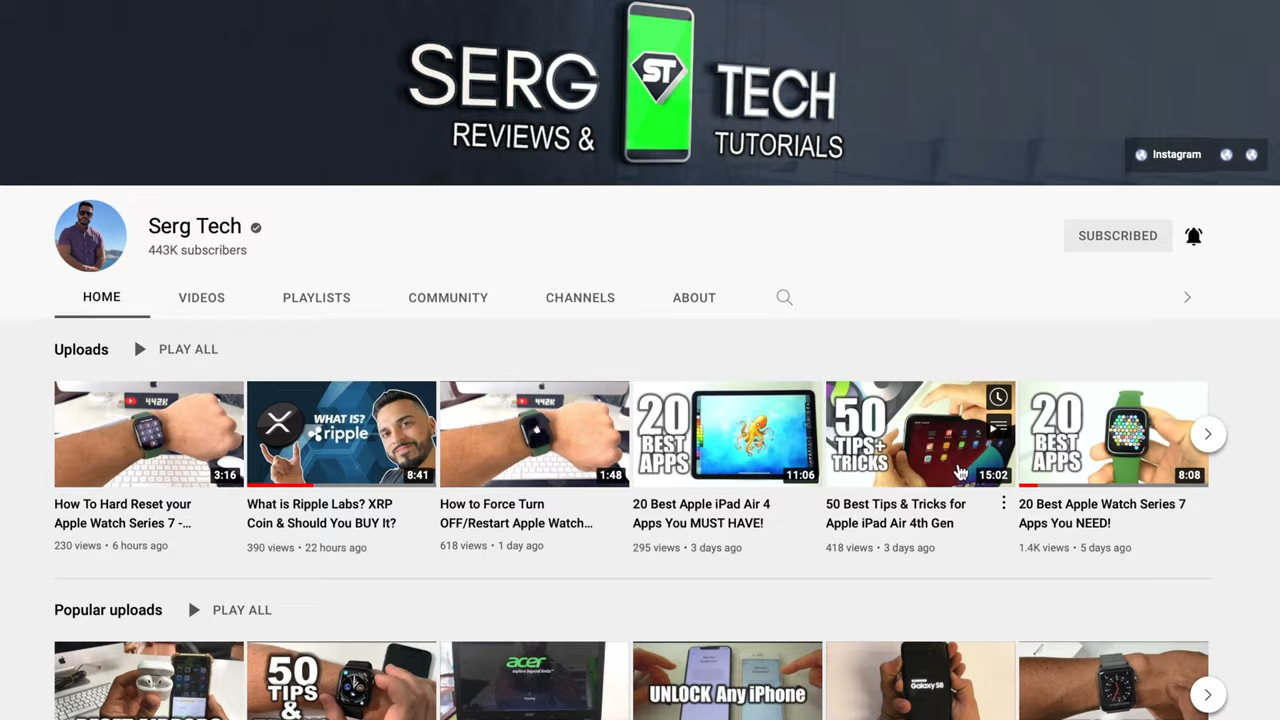 SERG ST TECH
REVIEWS & TUTORIALS
Instagram
Serg Tech
443K subscribers
SUBSCRIBED
HOME VIDEOS PLAYLISTS COMMUNITY CHANNELS ABOUT
Uploads PLAY ALL
442K
3:16
How To Hard Reset your
Apple Watch Series 7 -...
230 views • 6 hours ago
WHAT IS?
ripple
8:41
What is Ripple Labs? XRP
Coin & Should You BUY It?
390 views • 22 hours ago
442K
1:48
How to Force Turn
OFF/Restart Apple Watch...
618 views • 1 day ago
20
BEST
APPS
11:06
20 Best Apple iPad Air 4
Apps You MUST HAVE!
295 views • 3 days ago
50
TIPS+
TRICKS
15:02
50 Best Tips & Tricks for
Apple iPad Air 4th Gen
418 views • 3 days ago
20
BEST
APPS
8:08
20 Best Apple Watch Series 7
Apps You NEED!
1.4K views • 5 days ago
Popular uploads PLAY ALL
50
TIPS
&
acer
UNLOCK Any iPhone
SAMSUNG
Galaxy S8